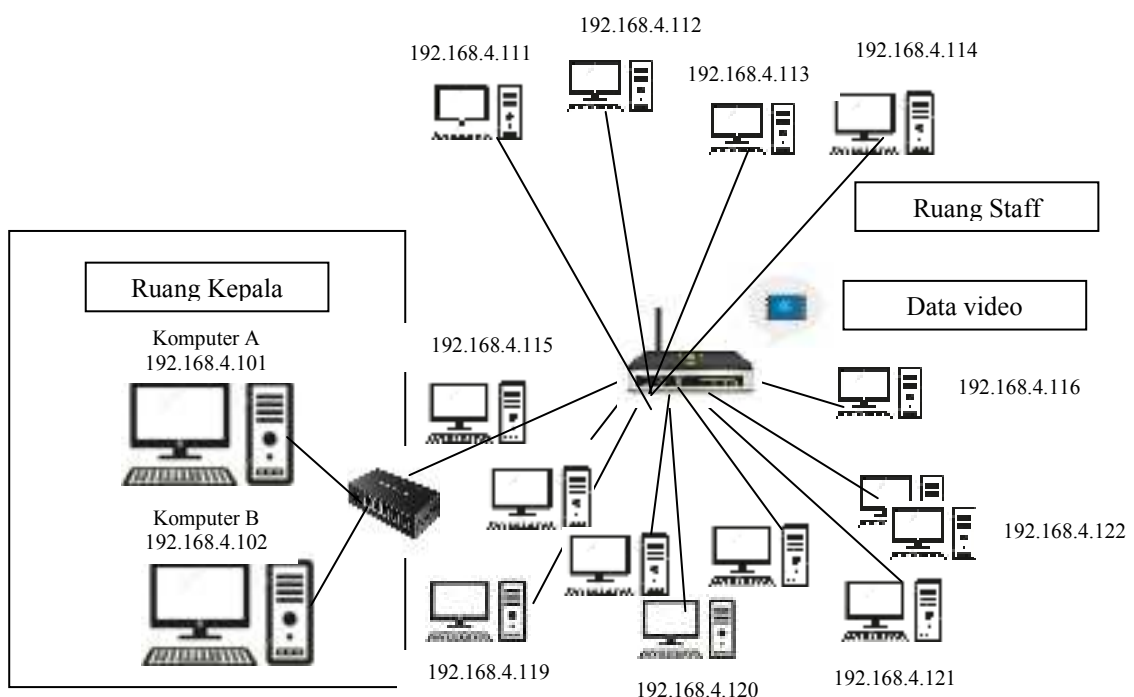 192.168.4.112
192.168.4.111
192.168.4.114
192.168.4.113
Ruang Staff
Ruang Kepala
Data video
Komputer A
192.168.4.101
192.168.4.115
192.168.4.116
Komputer B
192.168.4.102
192.168.4.122
192.168.4.119
192.168.4.120
192.168.4.121